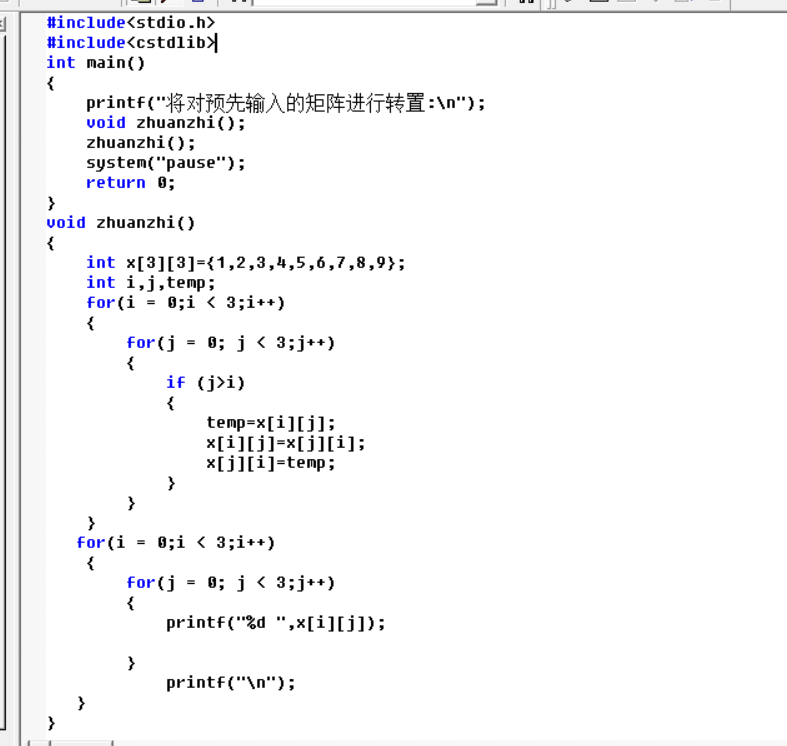 #include<stdio.h>
#include<cstdlib>
int main()
{
    printf("将对预先输入的矩阵进行转置:\n");
    void zhuanzhi();
    zhuanzhi();
    system("pause");
    return 0;
}
void zhuanzhi()
{
    int x[3][3]={1,2,3,4,5,6,7,8,9};
    int i,j,temp;
    for(i = 0;i < 3;i++)
    {
        for(j = 0; j < 3;j++)
        {
            if (j>i)
            {
                temp=x[i][j];
                x[i][j]=x[j][i];
                x[j][i]=temp;
            }
        }
    }
   for(i = 0;i < 3;i++)
    {
        for(j = 0; j < 3;j++)
        {
            printf("%d ",x[i][j]);

        }
            printf("\n");
   }
}